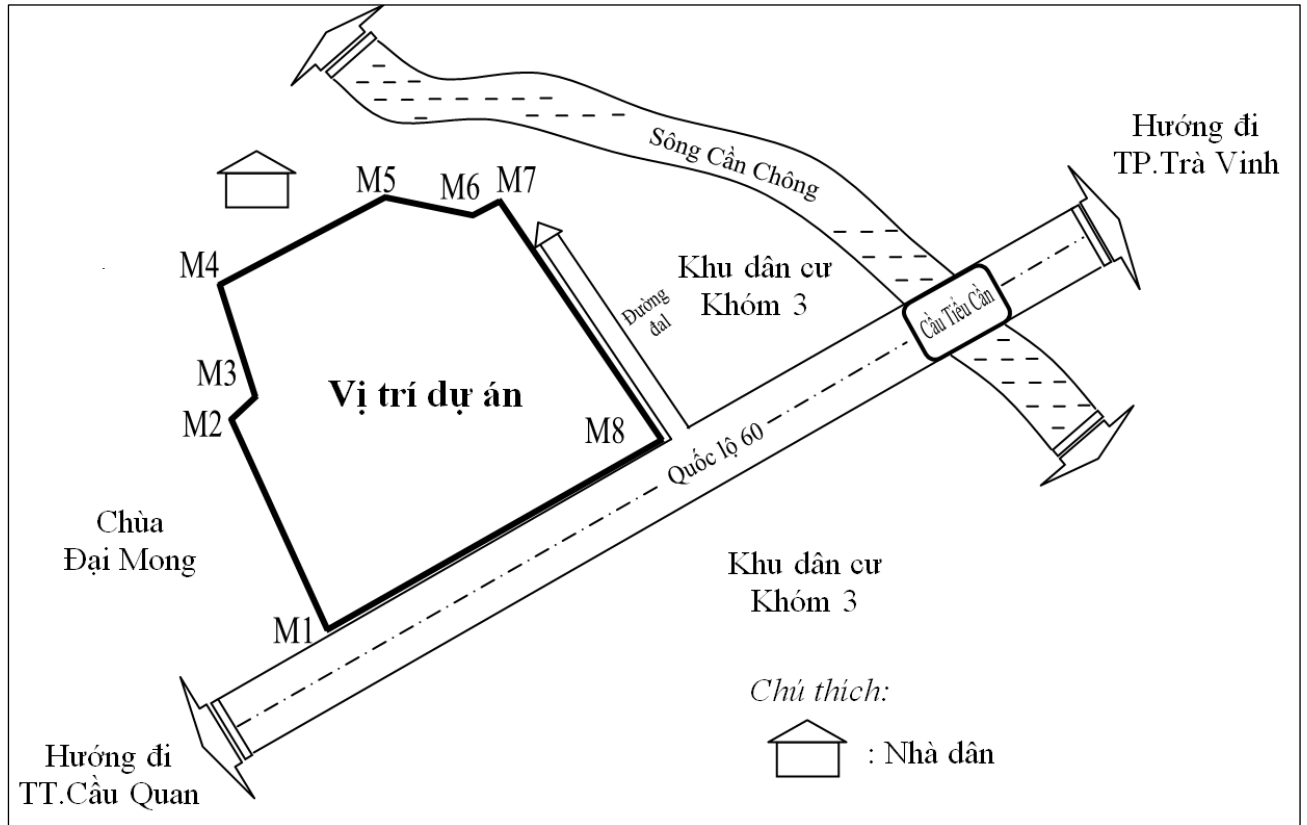 Sông Cần Chông
Hướng đi
TP.Trà Vinh
M5
M6
M7
M4
Khu dân cư
Khóm 3
Đường
đal
Cầu Tiểu Cần
M3
Vị trí dự án
M2
M8
Quốc lộ 60
Chùa
Đại Mong
Khu dân cư
Khóm 3
M1
Chú thích:
: Nhà dân
Hướng đi
TT.Cầu Quan